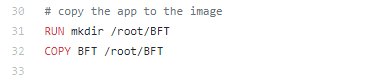 30 # copy the app to the image
31 RUN mkdir /root/BFT
32 COPY BFT /root/BFT
33